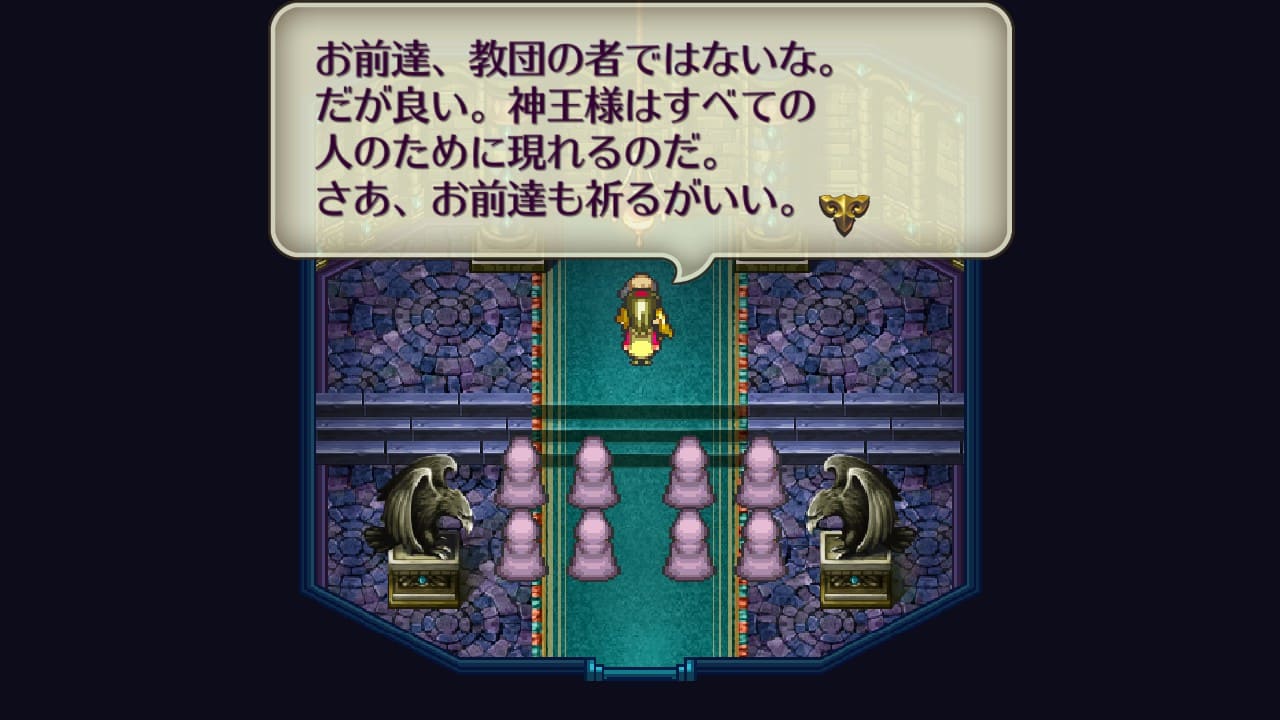 お前達、教団の者ではないな。
だが良い。神王様はすべての
人のために現れるのだ。
さあ、お前達も祈るがいい。